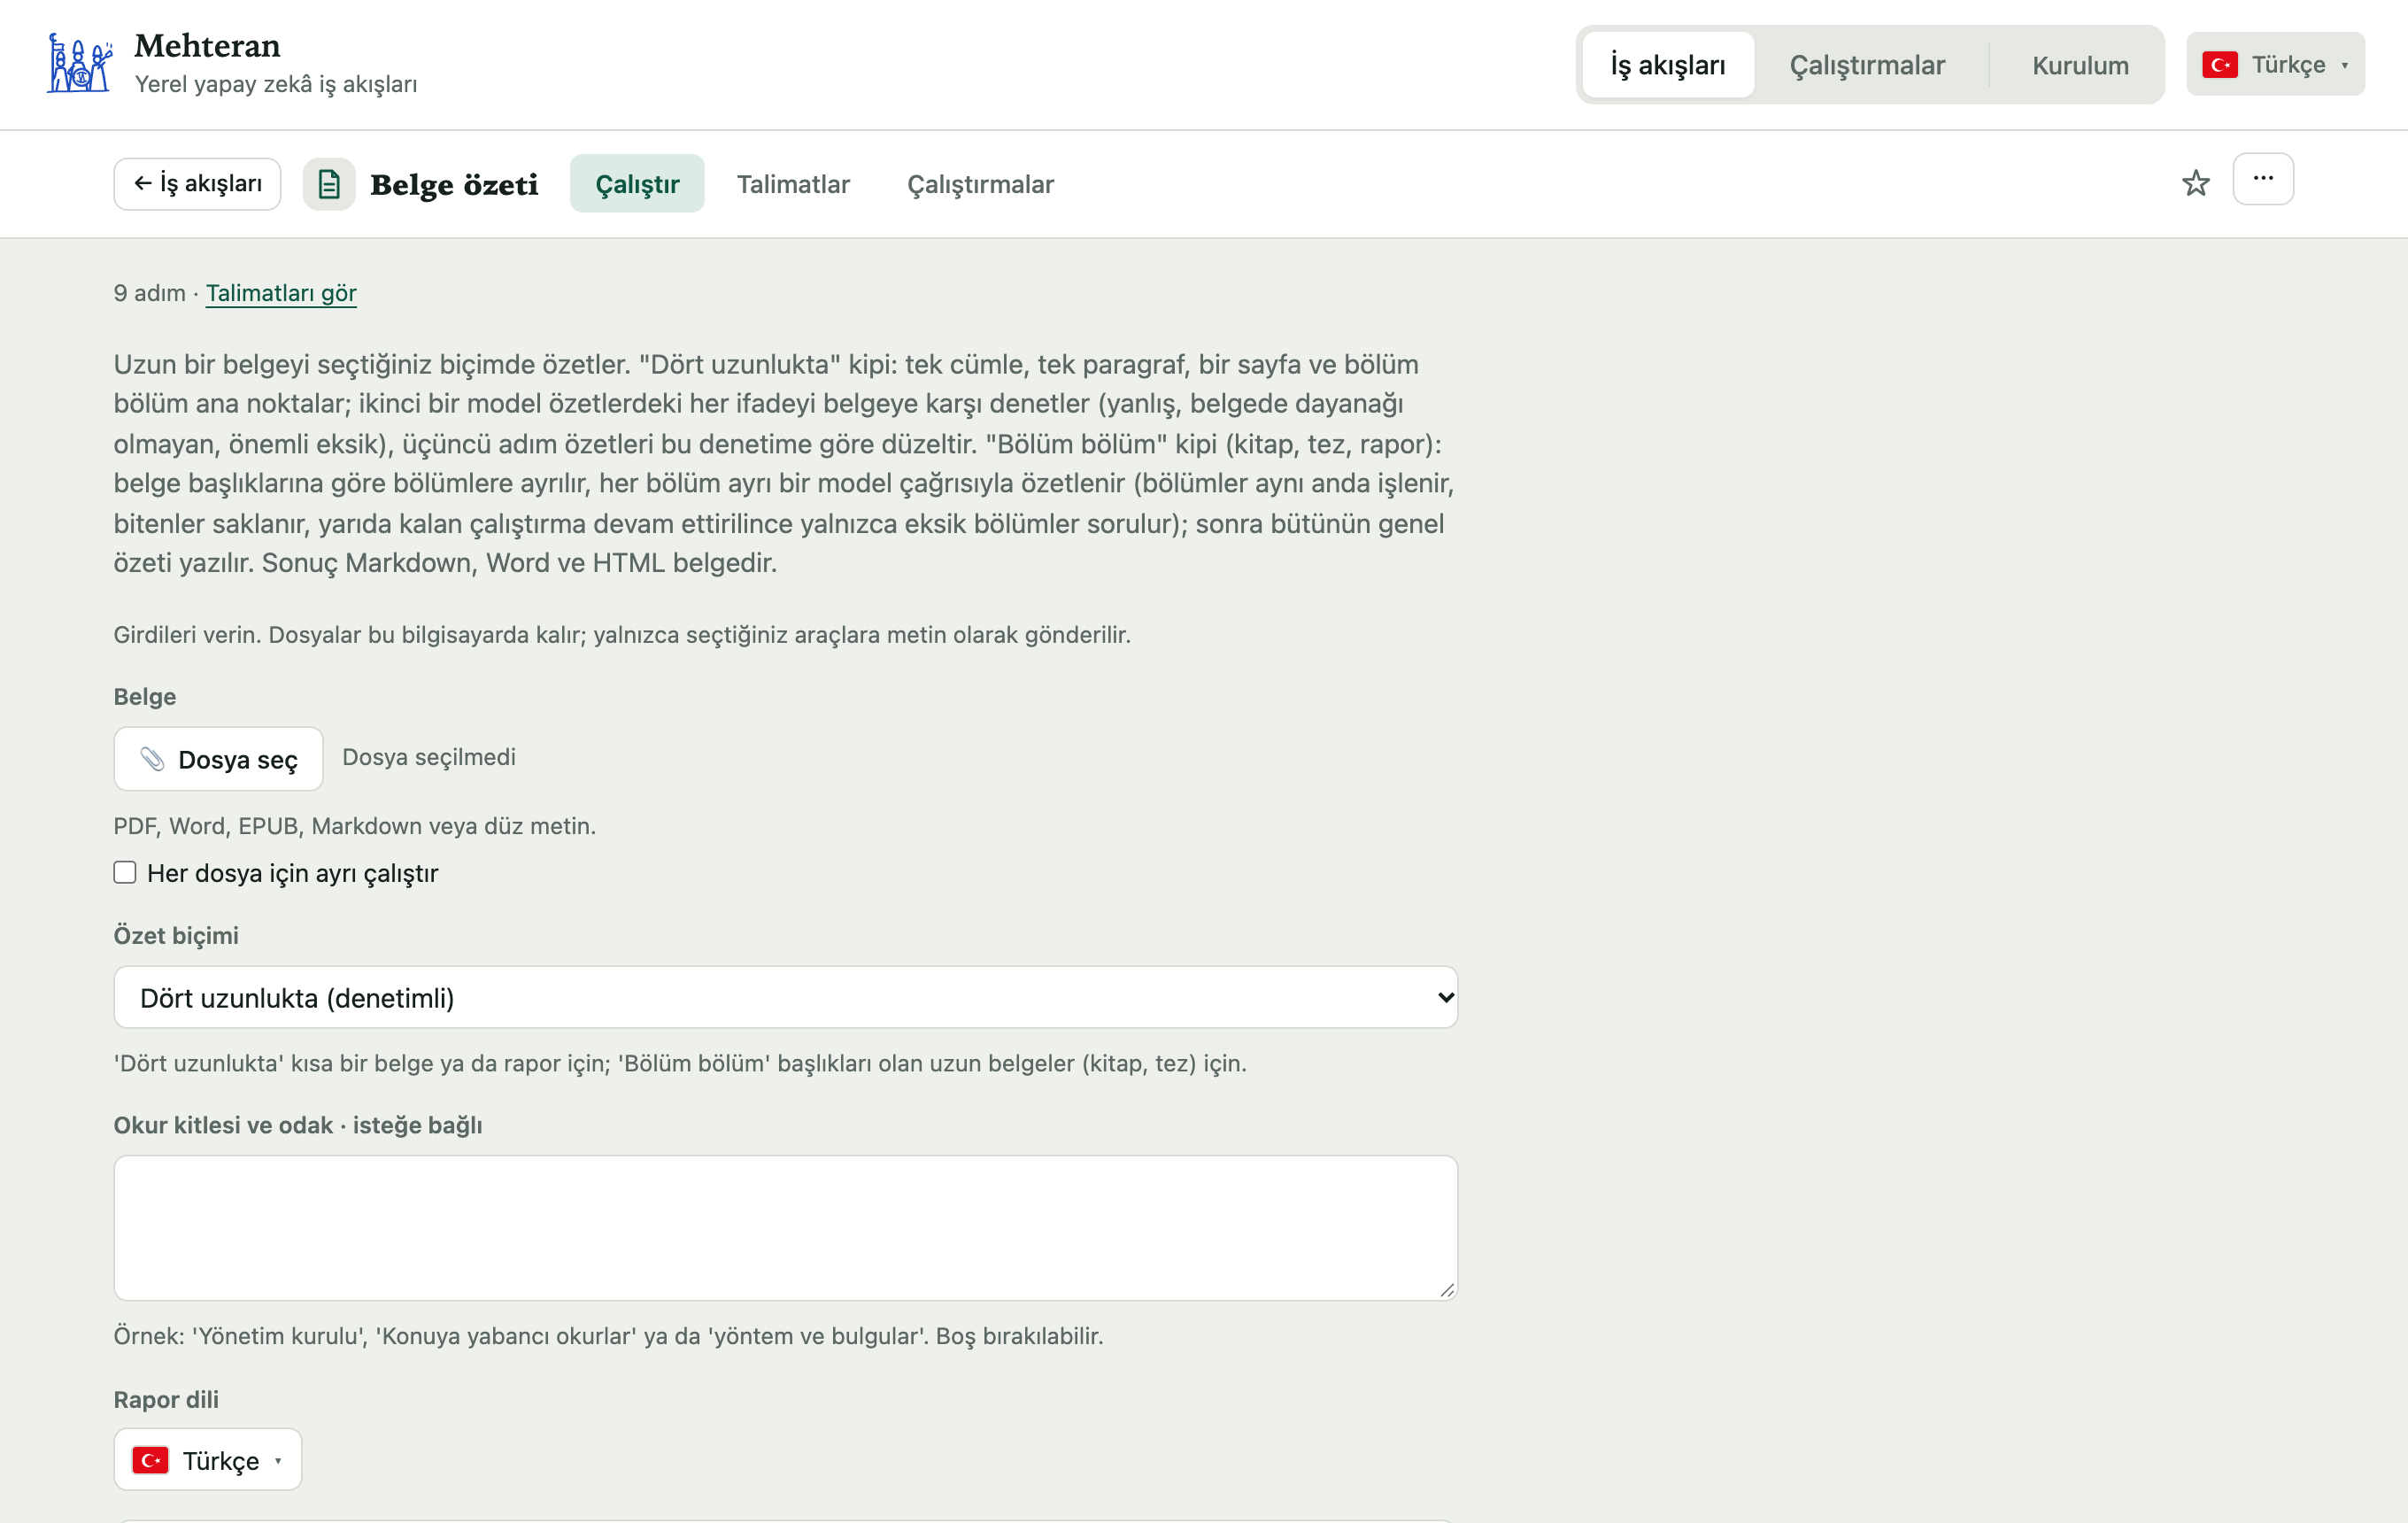 Mehteran
Yerel yapay zekâ iş akışları
İş akışları
Çalıştırmalar
Kurulum
Türkçe
← İş akışları
Belge özeti
Çalıştır
Talimatlar
Çalıştırmalar
9 adım · Talimatları gör
Uzun bir belgeyi seçtiğiniz biçimde özetler. "Dört uzunlukta" kipi: tek cümle, tek paragraf, bir sayfa ve bölüm
bölüm ana noktalar; ikinci bir model özetlerdeki her ifadeyi belgeye karşı denetler (yanlış, belgede dayanağı
olmayan, önemli eksik), üçüncü adım özetleri bu denetime göre düzeltir. "Bölüm bölüm" kipi (kitap, tez, rapor):
belge başlıklarına göre bölümlere ayrılır, her bölüm ayrı bir model çağrısıyla özetlenir (bölümler aynı anda işlenir,
bitenler saklanır, yarıda kalan çalıştırma devam ettirilince yalnızca eksik bölümler sorulur); sonra bütünün genel
özeti yazılır. Sonuç Markdown, Word ve HTML belgedir.
Girdileri verin. Dosyalar bu bilgisayarda kalır; yalnızca seçtiğiniz araçlara metin olarak gönderilir.
Belge
Dosya seç
Dosya seçilmedi
PDF, Word, EPUB, Markdown veya düz metin.
Her dosya için ayrı çalıştır
Özet biçimi
Dört uzunlukta (denetimli)
'Dört uzunlukta' kısa bir belge ya da rapor için; 'Bölüm bölüm' başlıkları olan uzun belgeler (kitap, tez) için.
Okur kitlesi ve odak · isteğe bağlı
Örnek: 'Yönetim kurulu', 'Konuya yabancı okurlar' ya da 'yöntem ve bulgular'. Boş bırakılabilir.
Rapor dili
Türkçe